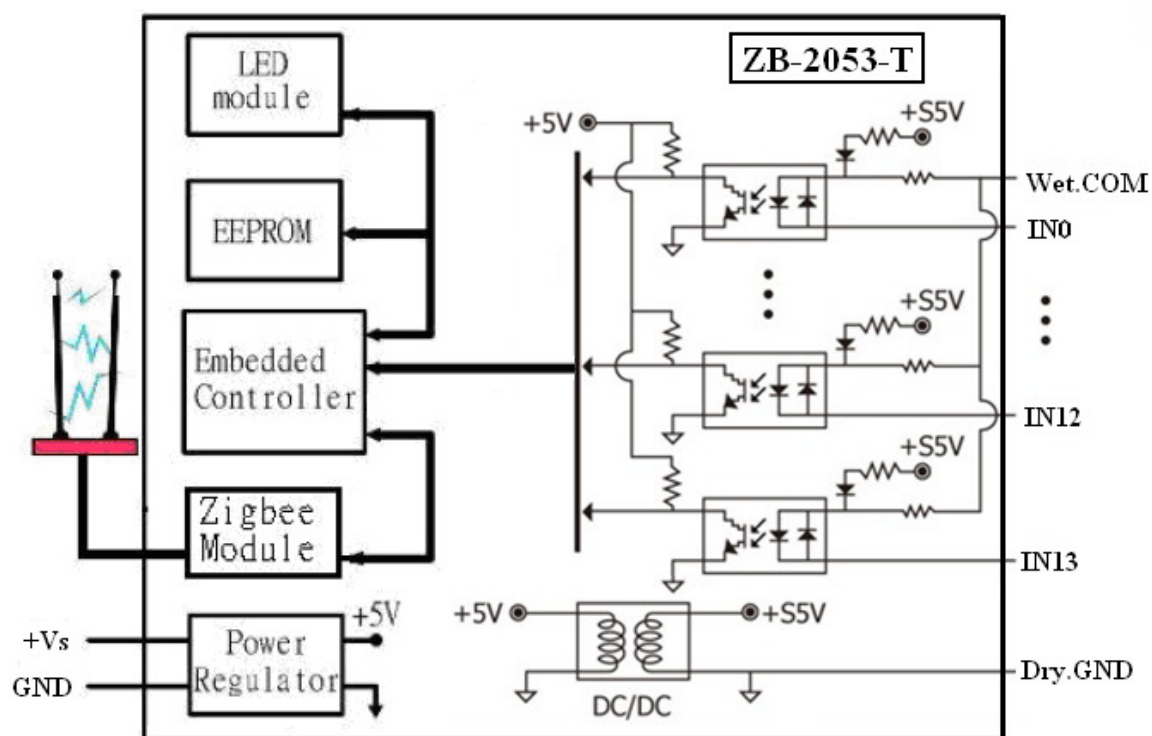 ZB-2053-T
LED
module
+5V
+S5V
Wet.COM
EEPROM
IN0
+S5V
Embedded
Controller
IN12
+S5V
Zigbee
Module
IN13
+5V
+5V
+S5V
+Vs
Power
Regulator
GND
Dry.GND
DC/DC